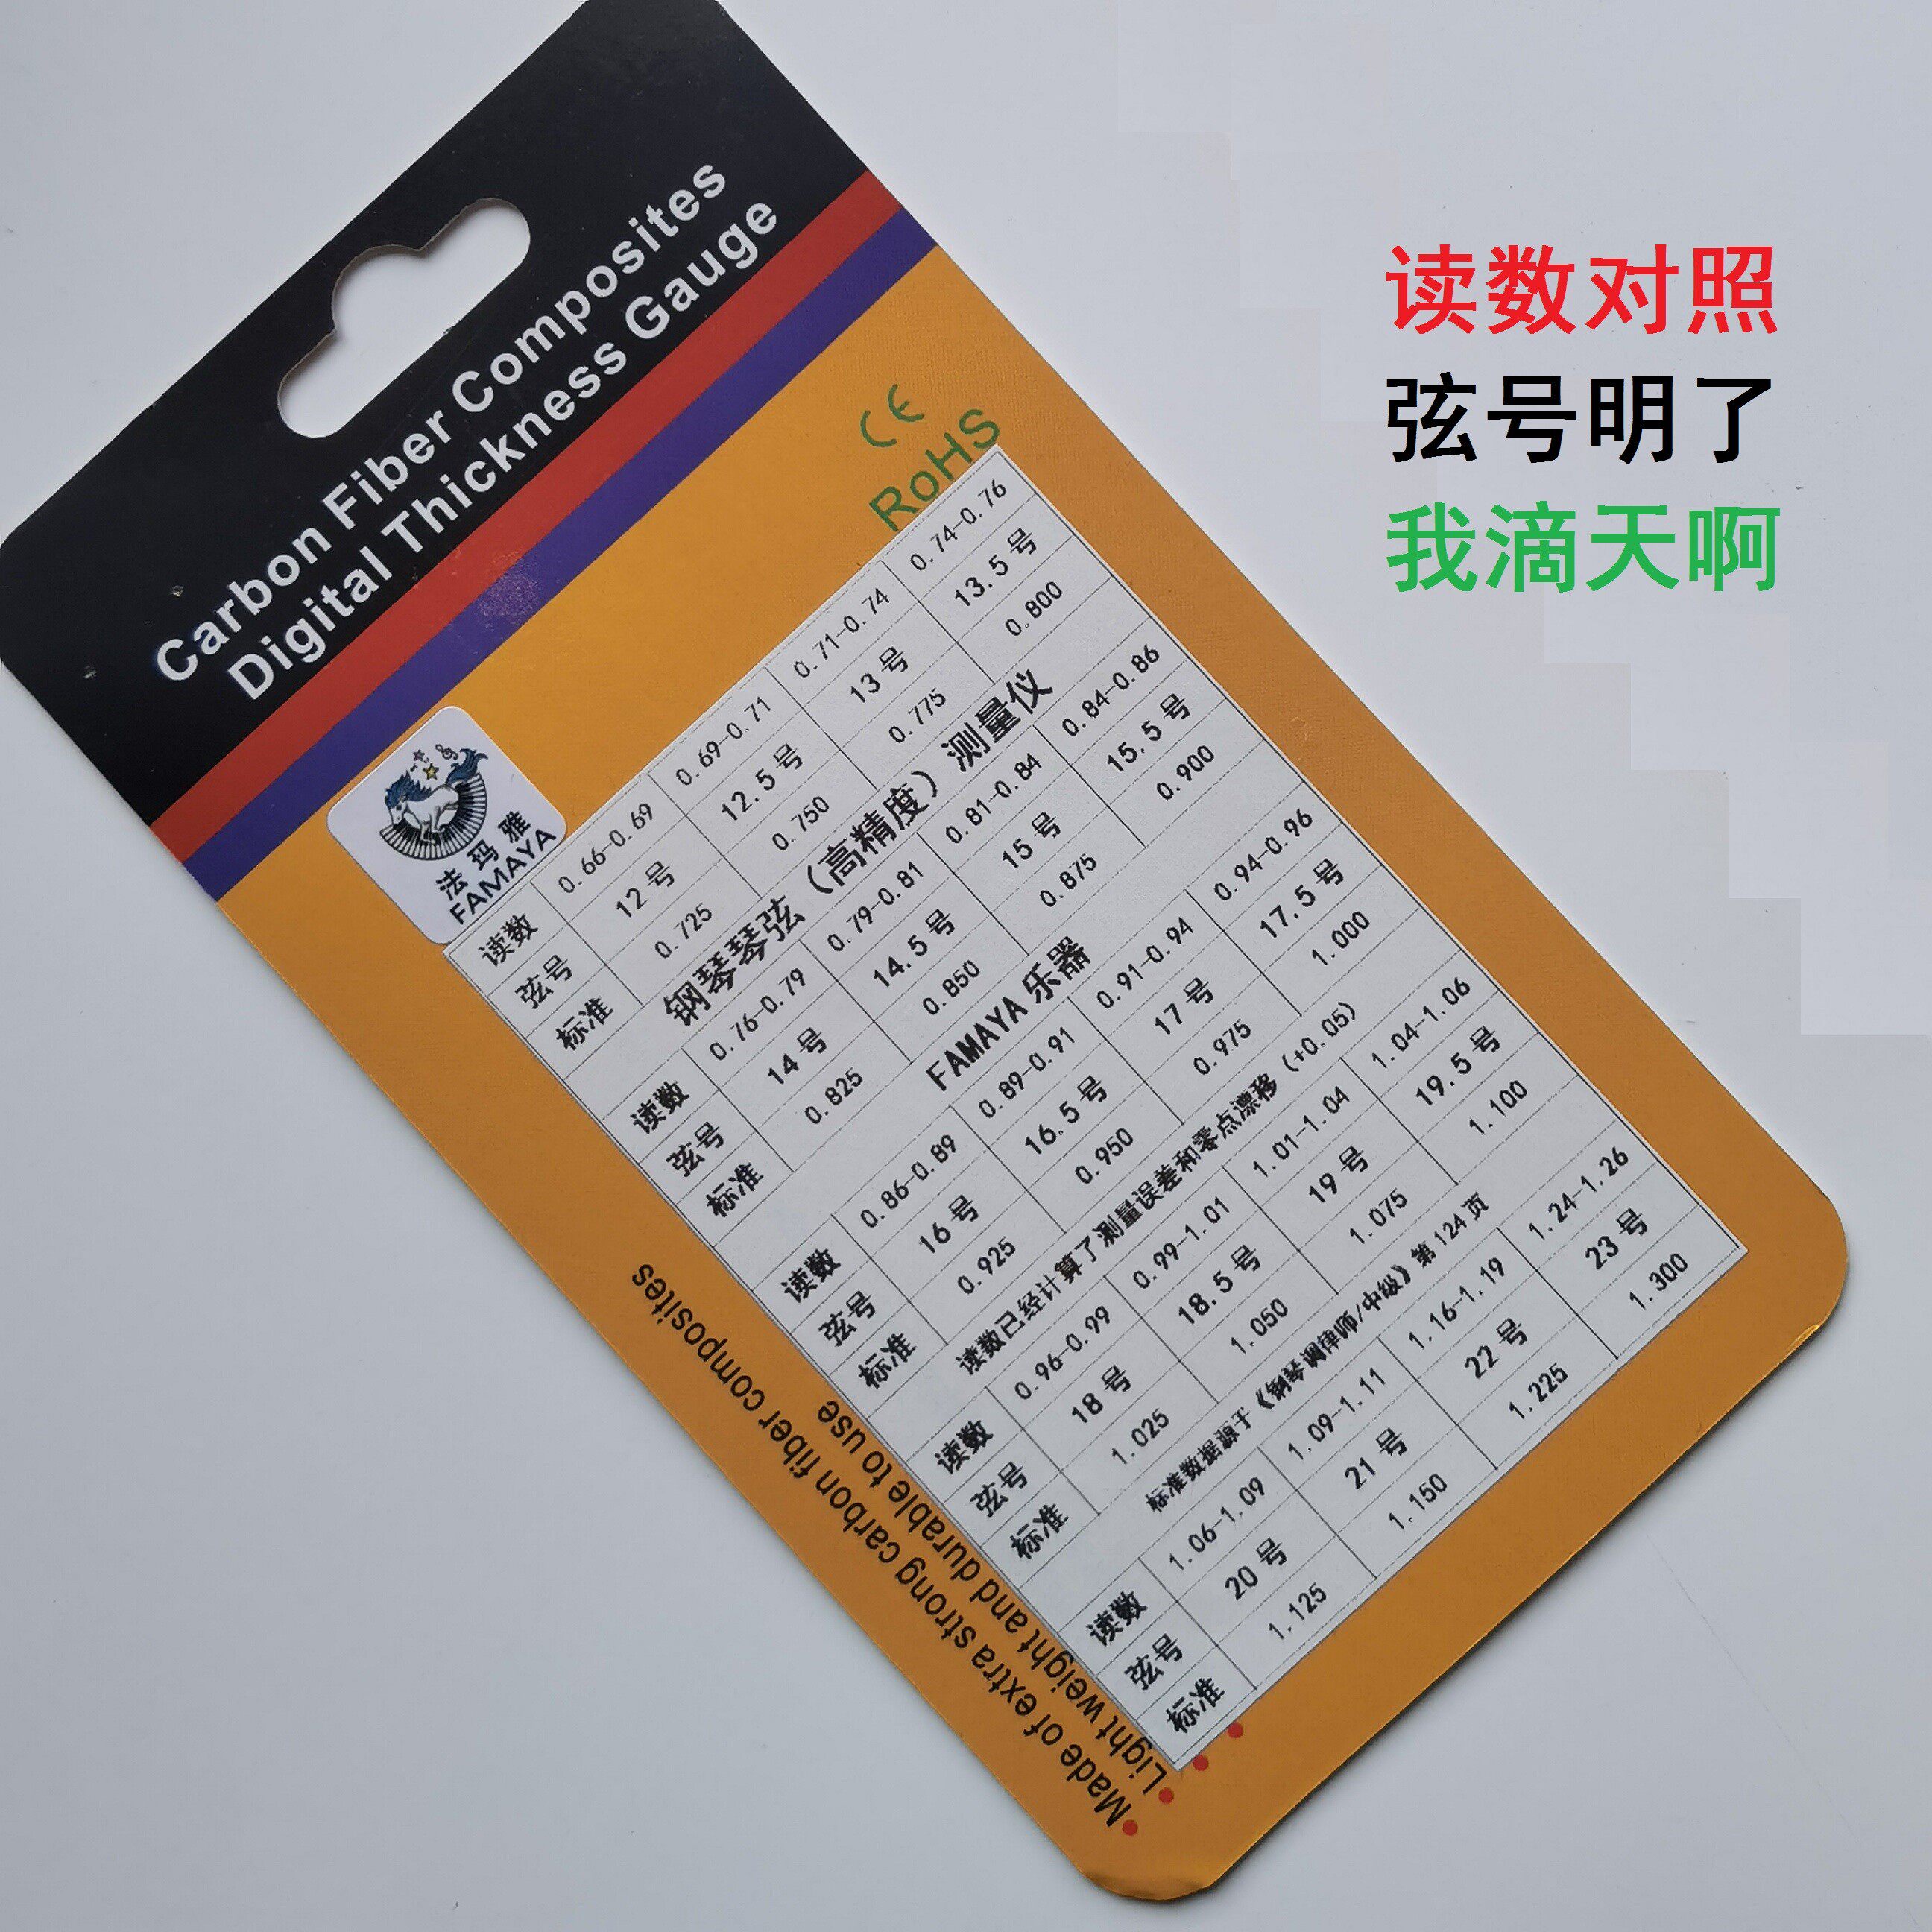 Carbon Fiber Composites
Digital Thickness Gauge
CE
RoHS
法玛雅
FAMAYA
读数 0.66-0.69 0.69-0.71 0.71-0.74 0.74-0.76
弦号 12号 12.5号 13号 13.5号
标准 0.725 0.750 0.775 0.800
钢琴琴弦（高精度）测量仪
读数 0.76-0.79 0.79-0.81 0.81-0.84 0.84-0.86
弦号 14号 14.5号 15号 15.5号
标准 0.825 0.850 0.875 0.900
FAMAYA乐器
读数 0.86-0.89 0.89-0.91 0.91-0.94 0.94-0.96
弦号 16号 16.5号 17号 17.5号
标准 0.925 0.950 0.975 1.000
读数已经计算了测量误差和零点漂移（+0.05）
读数 0.96-0.99 0.99-1.01 1.01-1.04 1.04-1.06
弦号 18号 18.5号 19号 19.5号
标准 1.025 1.050 1.075 1.100
标准数据源于《钢琴调律师/中级》第124页
读数 1.06-1.09 1.09-1.11 1.16-1.19 1.24-1.26
弦号 20号 21号 22号 23号
标准 1.125 1.150 1.225 1.300
•Made of extra strong carbon fiber composites
•Light weight and durable to use
读数对照
弦号明了
我滴天啊